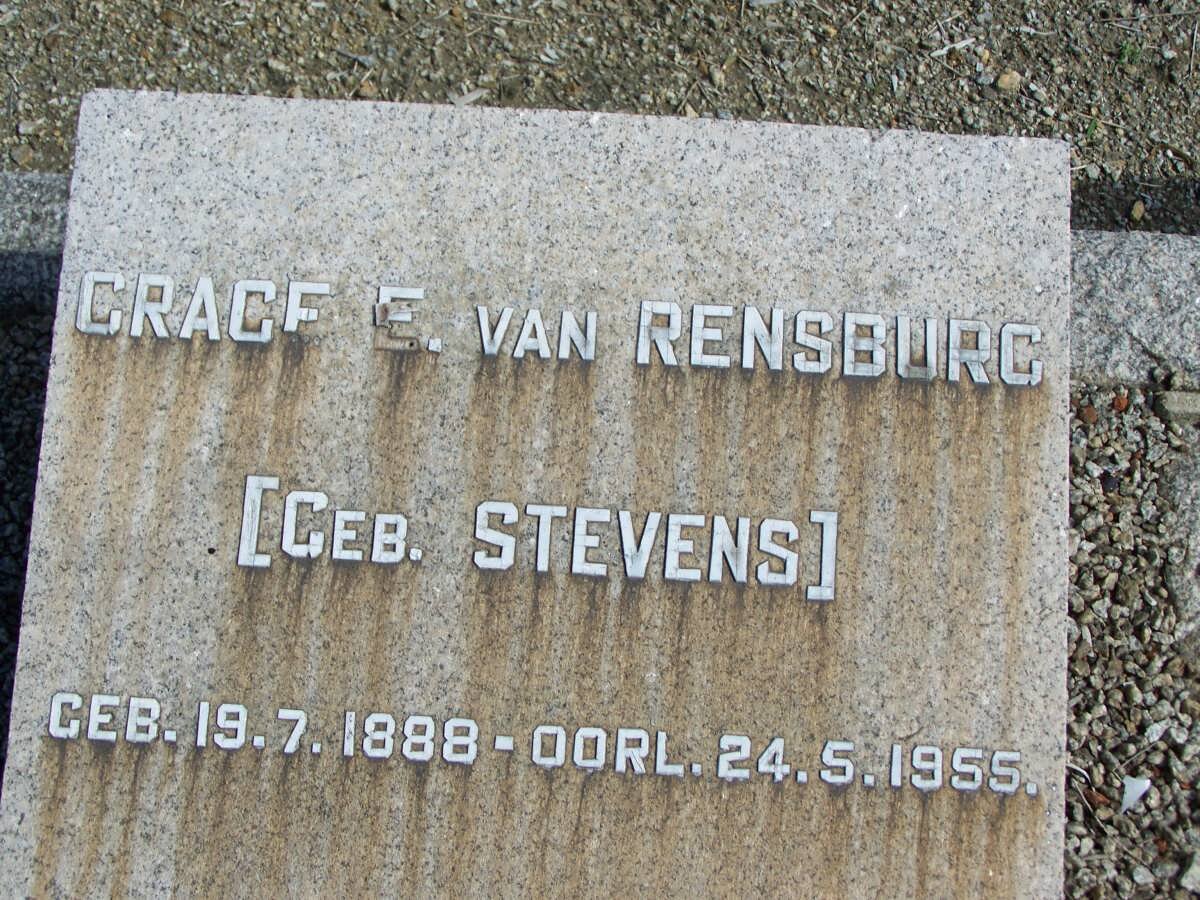 GRACE E. VAN RENSBURG
[GEB. STEVENS]
GEB. 19.7.1888 - OORL. 24.5.1955.